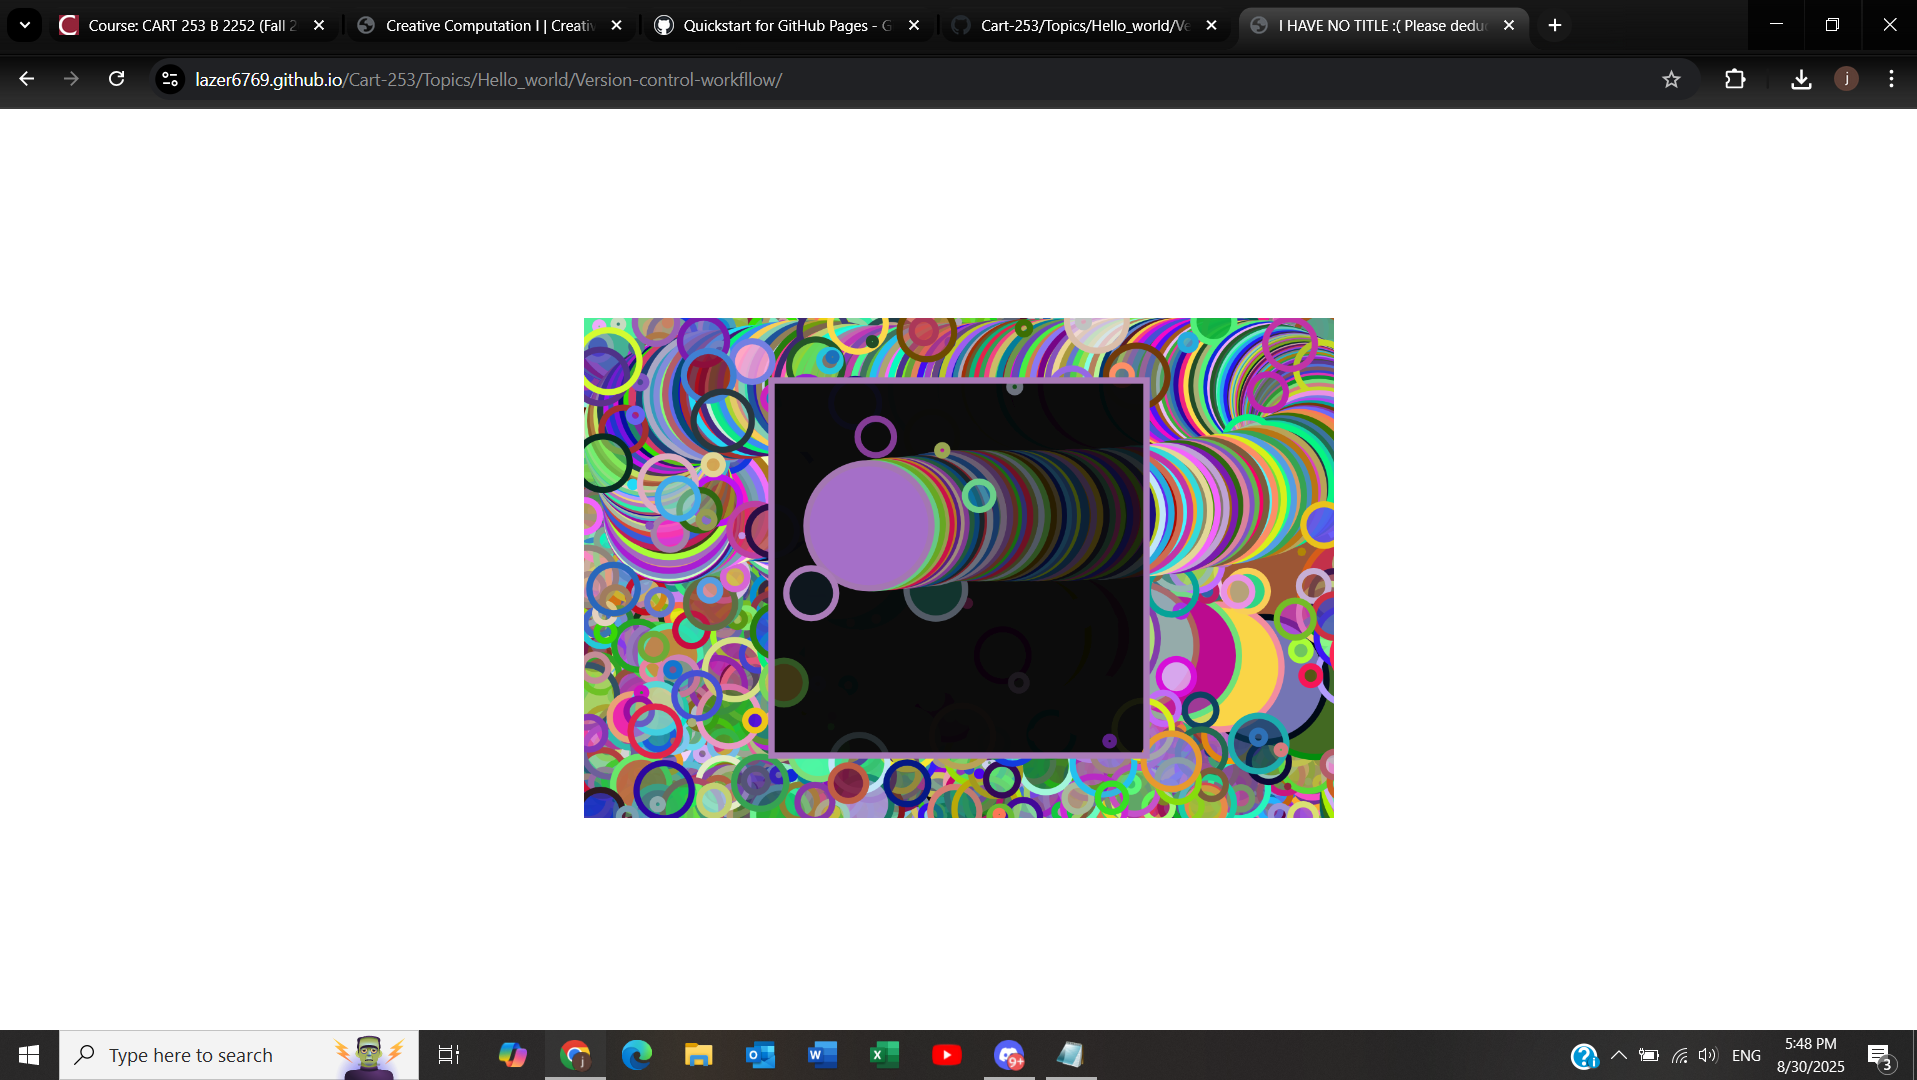 Course: CART 253 B 2252 (Fall 2
Creative Computation I | Creativ
Quickstart for GitHub Pages - G
Cart-253/Topics/Hello_world/Ve
I HAVE NO TITLE :( Please dedu
lazer6769.github.io/Cart-253/Topics/Hello_world/Version-control-workfllow/
j
Type here to search
j
9+
ENG
5:48 PM
8/30/2025
3